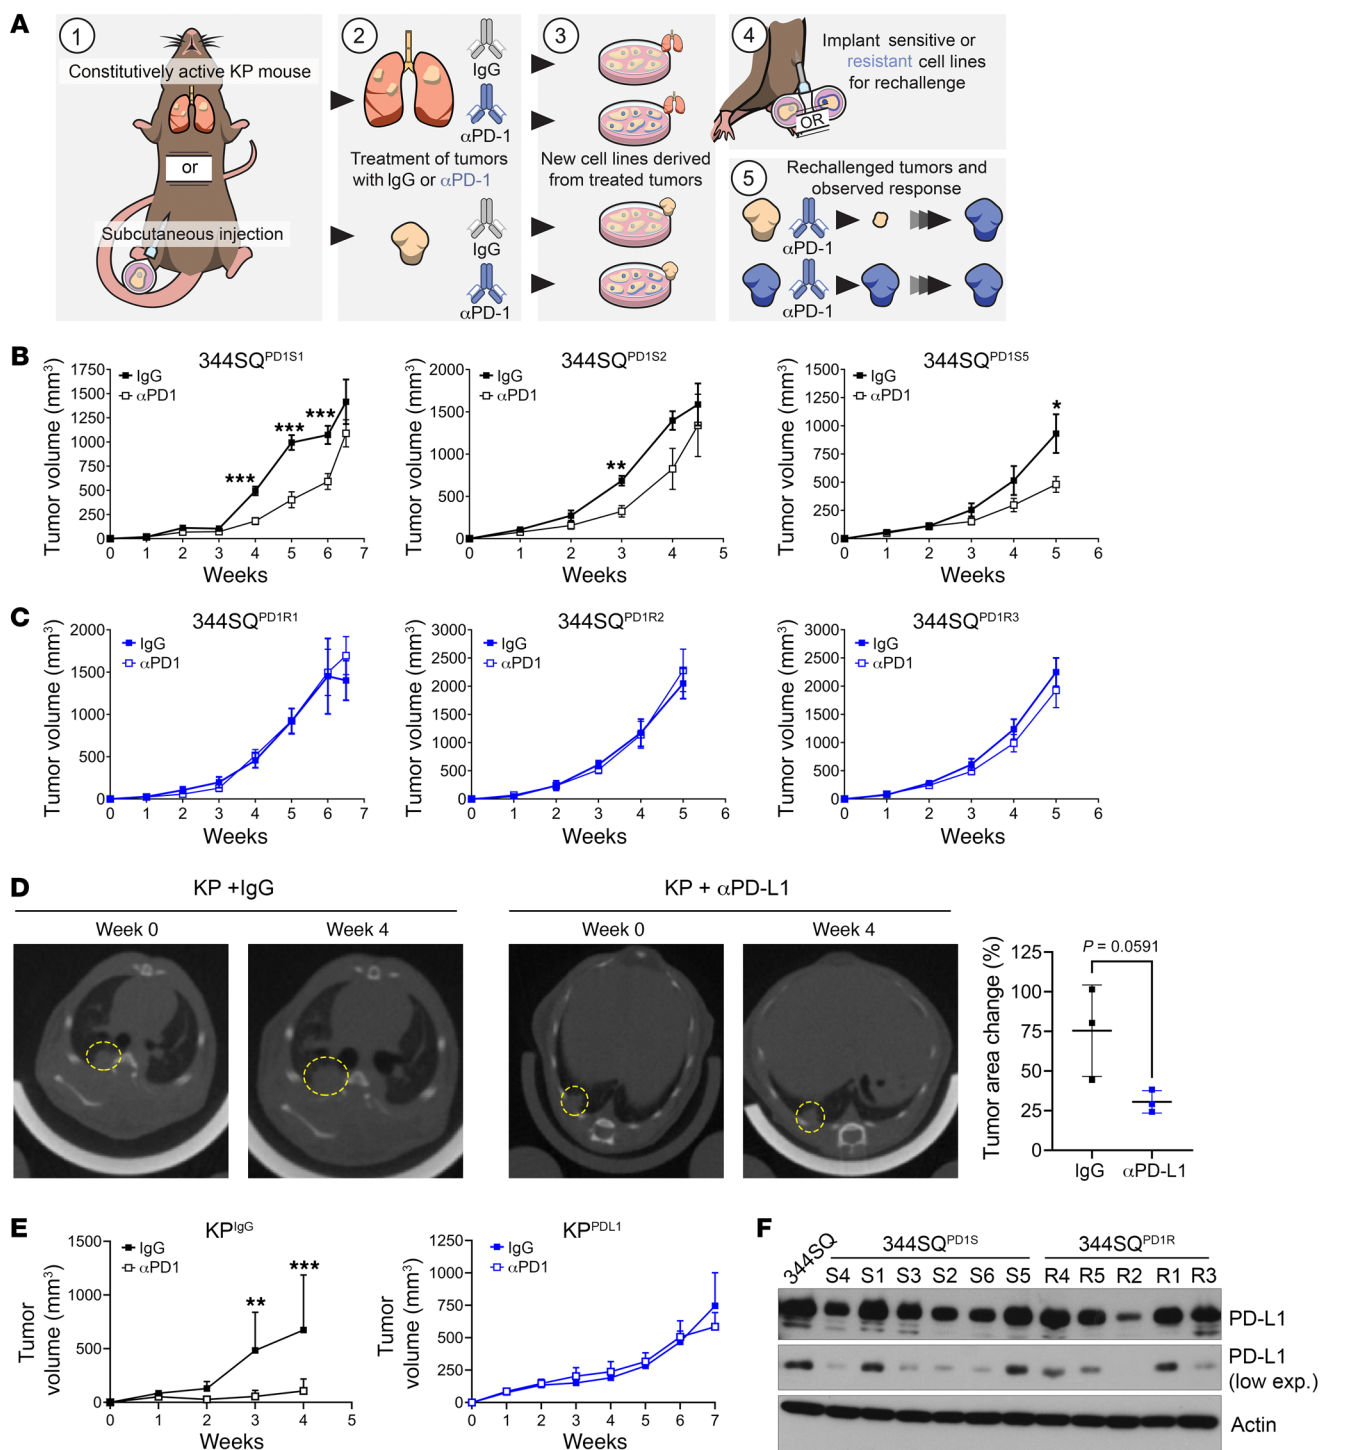 A
1
Constitutively active KP mouse
or
Subcutaneous injection
2
IgG
αPD-1
Treatment of tumors
with IgG or αPD-1
IgG
αPD-1
3
New cell lines derived
from treated tumors
4
Implant sensitive or
resistant cell lines
for rechallenge
OR
5
Rechallenged tumors and
observed response
αPD-1
αPD-1
B
344SQPD1S1
Tumor volume (mm3)
1750
1500
1250
1000
750
500
250
0
IgG
αPD1
***
***
***
0 1 2 3 4 5 6 7
Weeks
344SQPD1S2
Tumor volume (mm3)
2000
1500
1000
500
0
IgG
αPD1
**
0 1 2 3 4 5
Weeks
344SQPD1S5
Tumor volume (mm3)
1500
1250
1000
750
500
250
0
IgG
αPD1
*
0 1 2 3 4 5 6
Weeks
C
344SQPD1R1
Tumor volume (mm3)
2000
1500
1000
500
0
IgG
αPD1
0 1 2 3 4 5 6 7
Weeks
344SQPD1R2
Tumor volume (mm3)
3000
2500
2000
1500
1000
500
0
IgG
αPD1
0 1 2 3 4 5 6
Weeks
344SQPD1R3
Tumor volume (mm3)
3000
2500
2000
1500
1000
500
0
IgG
αPD1
0 1 2 3 4 5 6
Weeks
D
KP +IgG
Week 0
Week 4
KP + αPD-L1
Week 0
Week 4
Tumor area change (%)
125
100
75
50
25
0
P = 0.0591
IgG αPD-L1
E
KPIgG
Tumor
volume (mm3)
1500
1000
500
0
IgG
αPD1
**
***
0 1 2 3 4 5
Weeks
KPPDL1
Tumor
volume (mm3)
1250
1000
750
500
250
0
IgG
αPD1
0 1 2 3 4 5 6 7
Weeks
F
344SQ
344SQPD1S
344SQPD1R
S4 S1 S3 S2 S6 S5 R4 R5 R2 R1 R3
PD-L1
PD-L1
(low exp.)
Actin